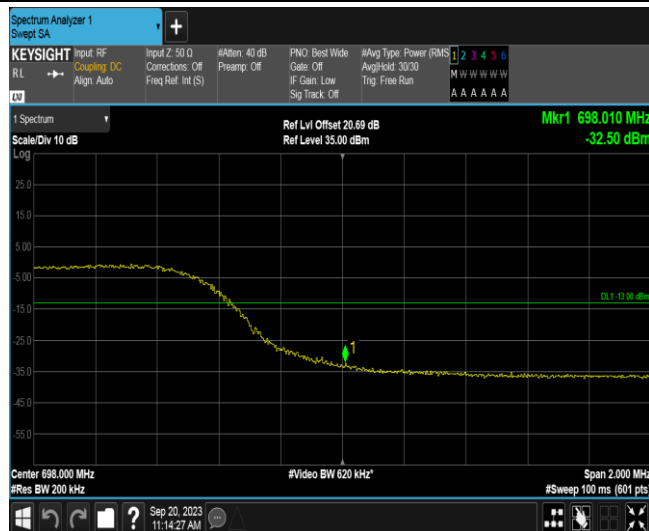 Spectrum Analyzer 1
Swept SA
+
KEYSIGHT
RL
Input: RF
Coupling: DC
Align: Auto
Input Z: 50 Ω
Corrections: Off
Freq Ref: Int (S)
#Atten: 40 dB
Preamp: Off
PNO: Best Wide
Gate: Off
IF Gain: Low
Sig Track: Off
#Avg Type: Power (RMS
Avg|Hold: 30/30
Trig: Free Run
1 2 3 4 5 6
M W W W W W
A A A A A A
LXI
1 Spectrum
Scale/Div 10 dB
Log
Ref Lvl Offset 20.69 dB
Ref Level 35.00 dBm
Mkr1 698.010 MHz
-32.50 dBm
25.0
15.0
5.00
-5.00
DL1 -13.00 dBm
-15.0
-25.0
1
-35.0
-45.0
-55.0
Center 698.000 MHz
#Res BW 200 kHz
#Video BW 620 kHz*
Span 2.000 MHz
#Sweep 100 ms (601 pts)
?
Sep 20, 2023
11:14:27 AM